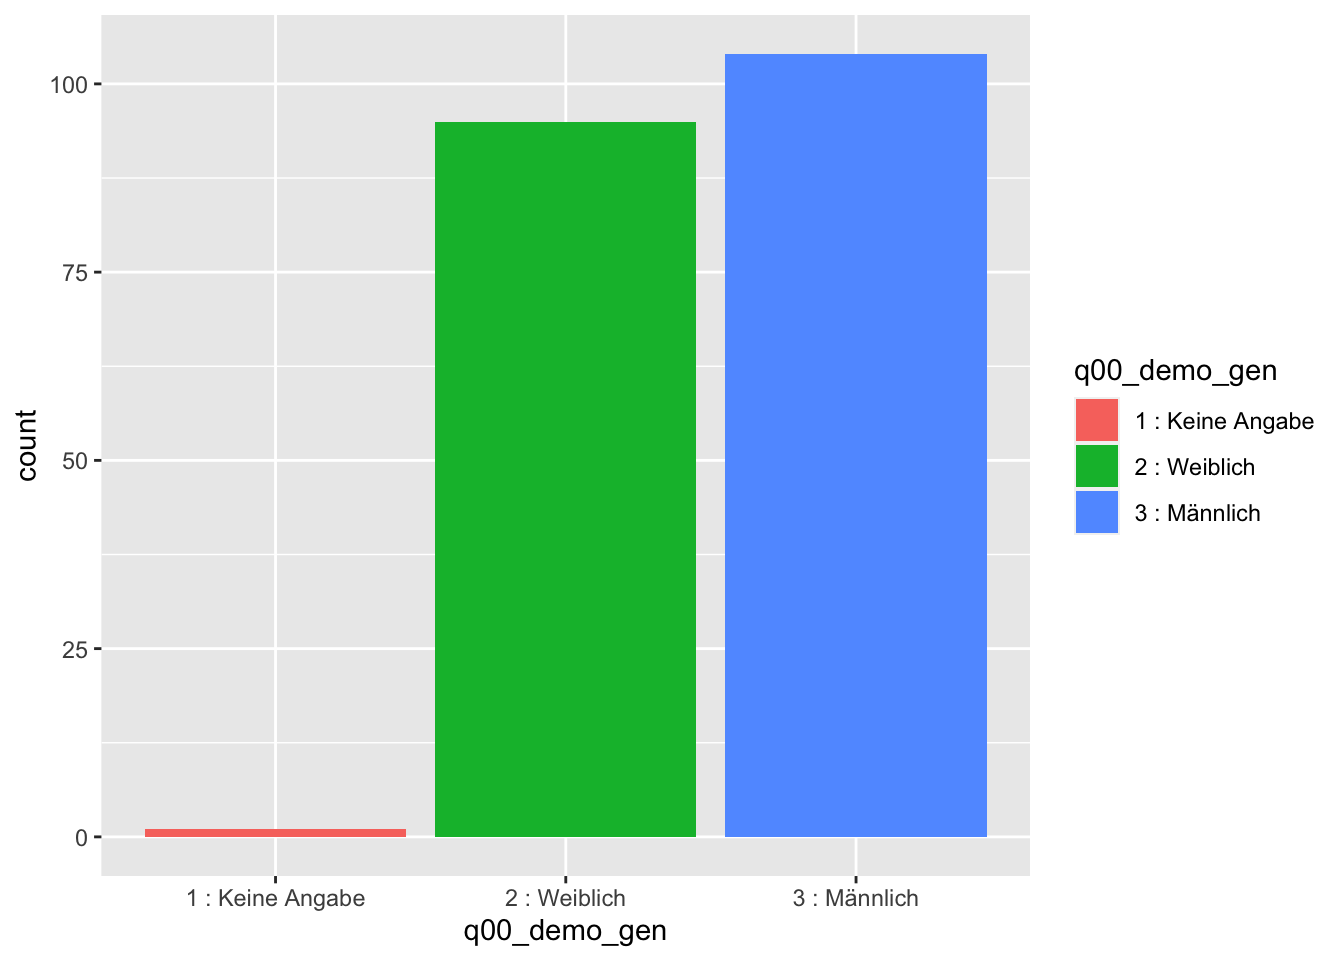 count
100
75
50
25
0
1 : Keine Angabe
2 : Weiblich
3 : Männlich
q00_demo_gen
q00_demo_gen
1 : Keine Angabe
2 : Weiblich
3 : Männlich